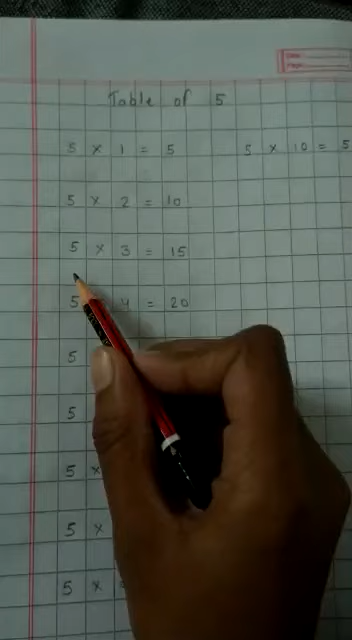 Table of 5
5 × 1 = 5
5 × 2 = 10
5 × 3 = 15
5 4 = 20
5
5
5 ×
5 ×
5 ×
5 × 10 = 5